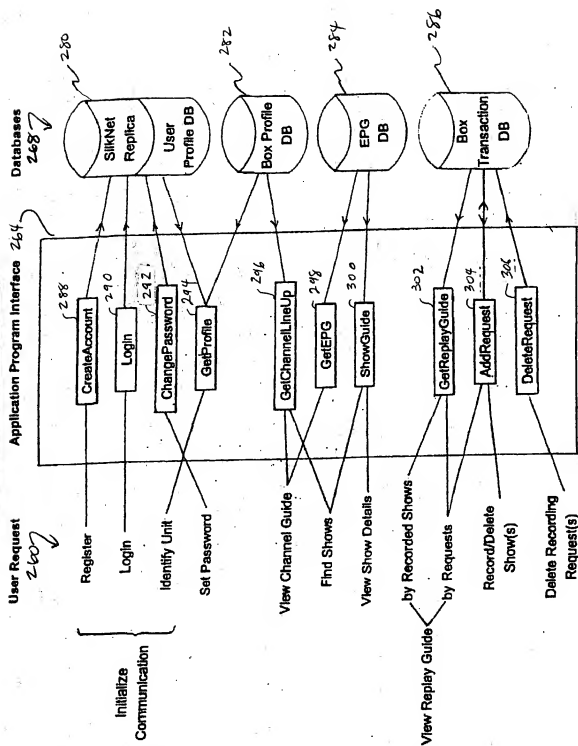 User Request
260
Application Program Interface 264
Databases
268
Initialize
Communication
Register
Login
Identify Unit
Set Password
View Channel Guide
Find Shows
View Show Details
View Replay Guide
by Recorded Shows
by Requests
Record/Delete
Show(s)
Delete Recording
Request(s)
288
CreateAccount
290
Login
292
ChangePassword
294
GetProfile
296
GetChannelLineUp
298
GetEPG
300
ShowGuide
302
GetReplayGuide
304
AddRequest
306
DeleteRequest
280
SilkNet
Replica
User
Profile DB
282
Box Profile
DB
284
EPG
DB
286
Box
Transaction
DB